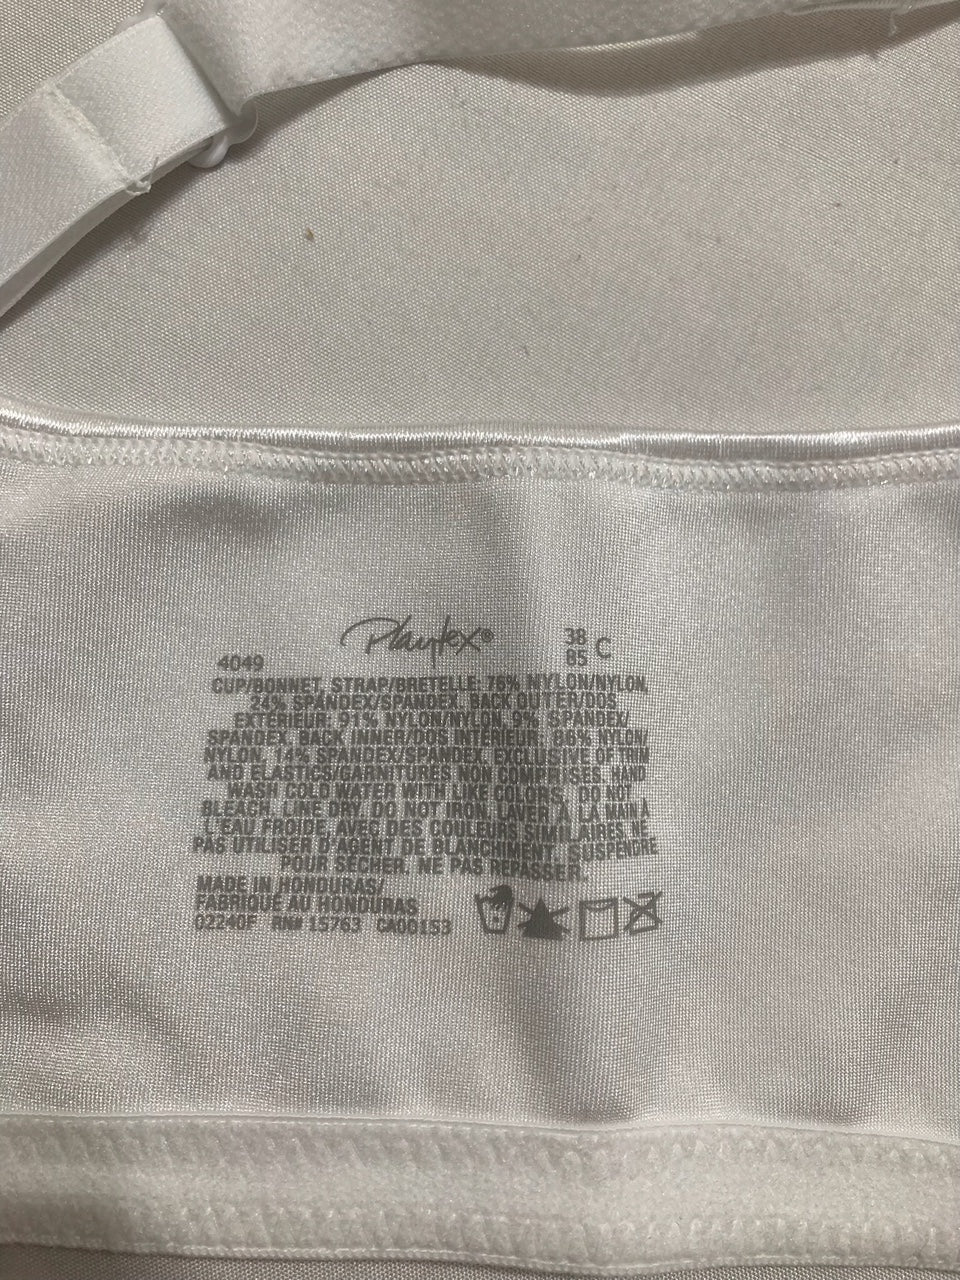 Playtex®
38
85 C
4049
CUP/BONNET, STRAP/BRETELLE: 76% NYLON/NYLON,
24% SPANDEX/SPANDEX, BACK OUTER/DOS
EXTÉRIEUR: 91% NYLON/NYLON, 9% SPANDEX/
SPANDEX, BACK INNER/DOS INTÉRIEUR: 86% NYLON/
NYLON, 14% SPANDEX/SPANDEX, EXCLUSIVE OF TRIM
AND ELASTICS/GARNITURES NON COMPRISES. HAND
WASH COLD WATER WITH LIKE COLORS. DO NOT
BLEACH. LINE DRY. DO NOT IRON. LAVER À LA MAIN À
L'EAU FROIDE, AVEC DES COULEURS SIMILAIRES. NE
PAS UTILISER D'AGENT DE BLANCHIMENT. SUSPENDRE
POUR SÉCHER. NE PAS REPASSER.
MADE IN HONDURAS/
FABRIQUÉ AU HONDURAS
02240F RN# 15763 CA00153